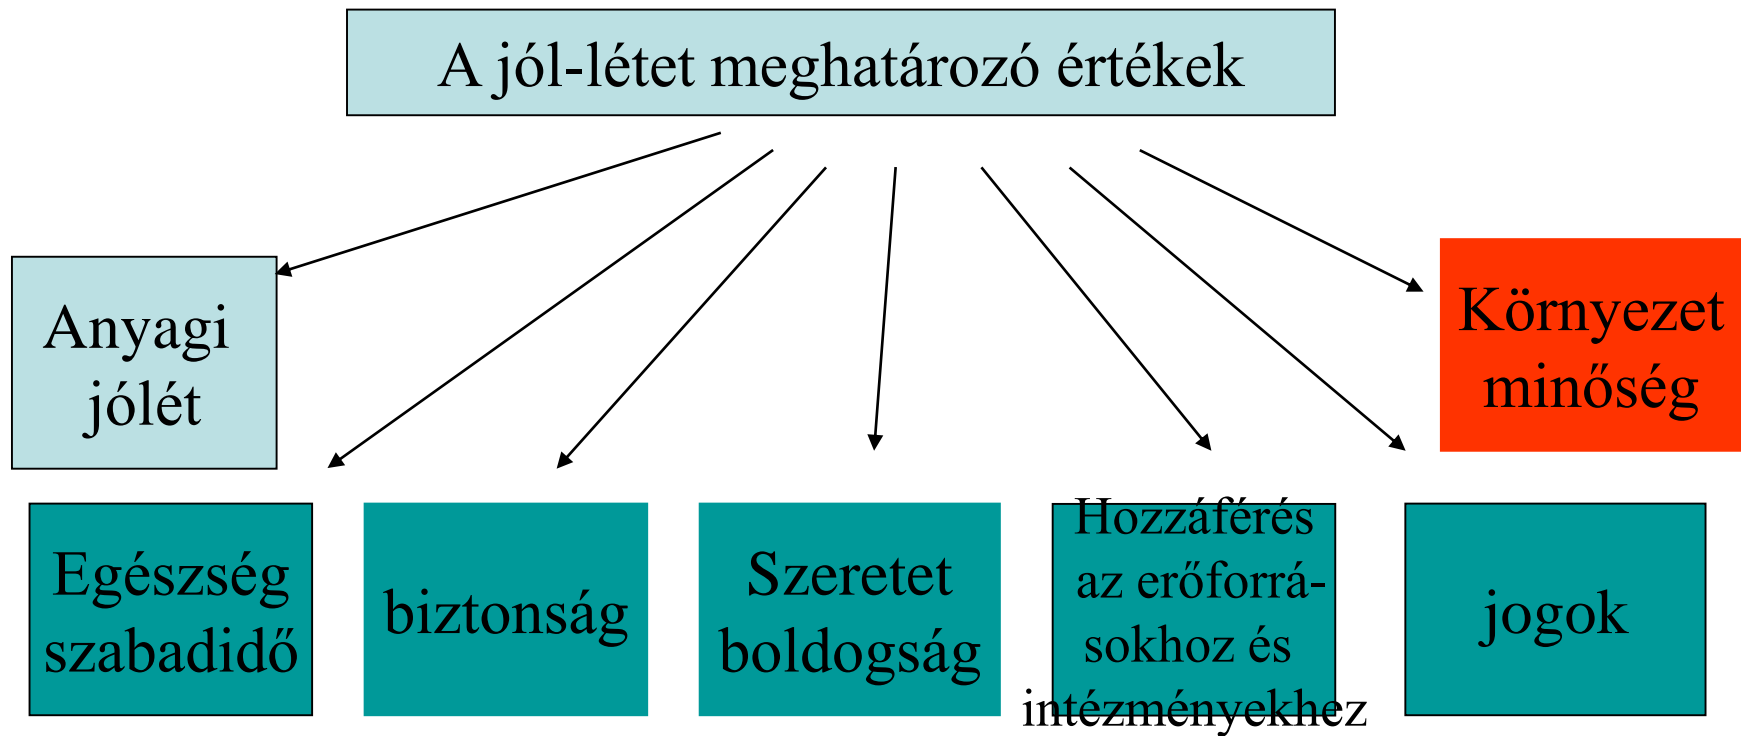 A jól-létet meghatározó értékek
Anyagi
jólét
Környezet
minőség
Egészség
szabadidő
biztonság
Szeretet
boldogság
Hozzáférés
az erőforrá-
sokhoz és
intézményekhez
jogok